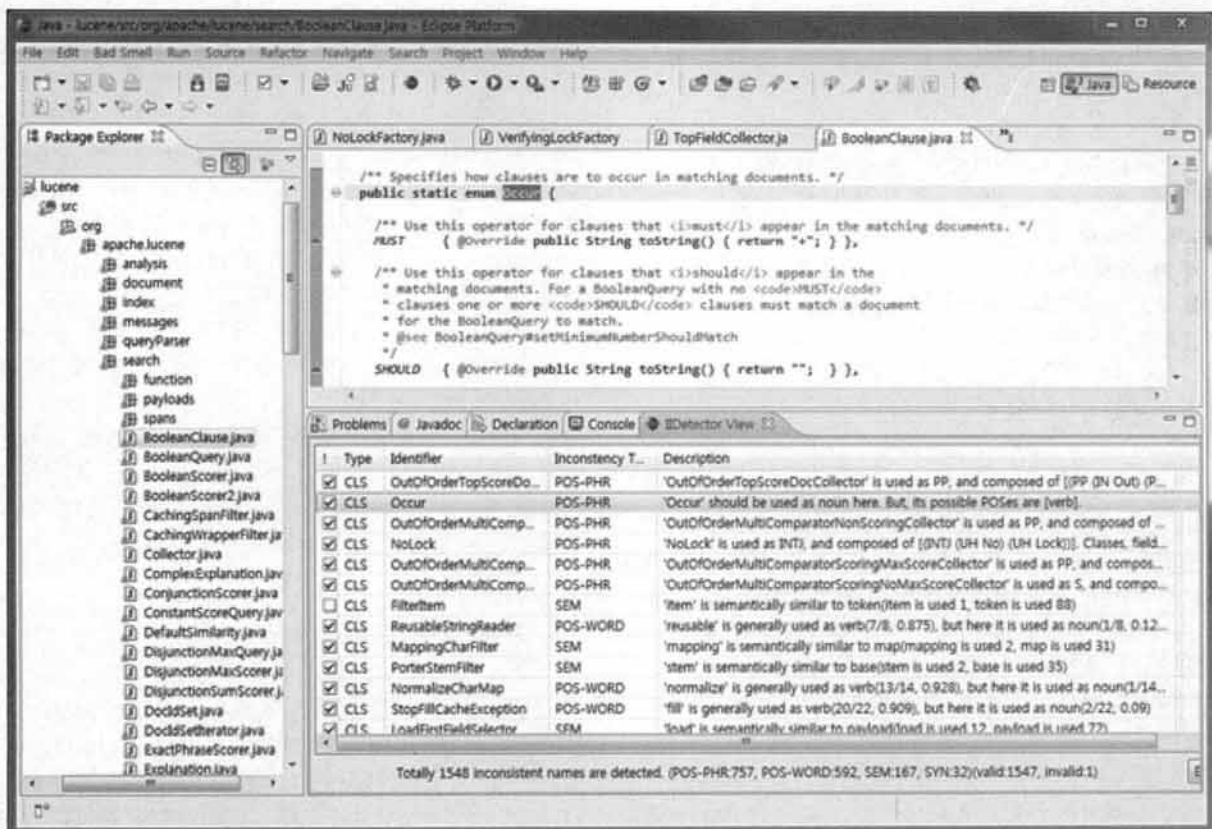 Java - lucene/src/org/apache/lucene/search/BooleanClause.java - Eclipse Platform
File Edit Bad Smell Run Source Refactor Navigate Search Project Window Help
Java Resource
Package Explorer
lucene
src
org
apache.lucene
analysis
document
index
messages
queryParser
search
function
payloads
spans
BooleanClause.java
BooleanQuery.java
BooleanScorer.java
BooleanScorer2.java
CachingSpanFilter.java
CachingWrapperFilter.ja
Collector.java
ComplexExplanation.jav
ConjunctionScorer.java
ConstantScoreQuery.jav
DefaultSimilarity.java
DisjunctionMaxQuery.ja
DisjunctionMaxScorer.ja
DisjunctionSumScorer.j
DocIdSet.java
DocIdSetIterator.java
ExactPhraseScorer.java
Explanation.java
NoLockFactory.java VerifyingLockFactory TopFieldCollector.ja BooleanClause.java
/** Specifies how clauses are to occur in matching documents. */
public static enum Occur {
/** Use this operator for clauses that <i>must</i> appear in the matching documents. */
MUST { @Override public String toString() { return "+"; } },
/** Use this operator for clauses that <i>should</i> appear in the
* matching documents. For a BooleanQuery with no <code>MUST</code>
* clauses one or more <code>SHOULD</code> clauses must match a document
* for the BooleanQuery to match.
* @see BooleanQuery#setMinimumNumberShouldMatch
*/
SHOULD { @Override public String toString() { return ""; } },
Problems @ Javadoc Declaration Console IDetector View
! Type Identifier Inconstency T... Description
CLS OutOfOrderTopScoreDo... POS-PHR 'OutOfOrderTopScoreDocCollector' is used as PP, and composed of [(PP (IN Out) (P...
CLS Occur POS-PHR 'Occur' should be used as noun here. But, its possible POSes are [verb].
CLS OutOfOrderMultiComp... POS-PHR 'OutOfOrderMultiComparatorNonScoringCollector' is used as PP, and composed of ...
CLS NoLock POS-PHR 'NoLock' is used as INTJ, and composed of [(INTJ (UH No) (UH Lock))]. Classes, field...
CLS OutOfOrderMultiComp... POS-PHR 'OutOfOrderMultiComparatorScoringMaxScoreCollector' is used as PP, and compos...
CLS OutOfOrderMultiComp... POS-PHR 'OutOfOrderMultiComparatorScoringNoMaxScoreCollector' is used as S, and compo...
CLS FilterItem SEM 'item' is semantically similar to token(item is used 1, token is used 88)
CLS ReusableStringReader POS-WORD 'reusable' is generally used as verb(7/8, 0.875), but here it is used as noun(1/8, 0.12...
CLS MappingCharFilter SEM 'mapping' is semantically similar to map(mapping is used 2, map is used 31)
CLS PorterStemFilter SEM 'stem' is semantically similar to base(stem is used 2, base is used 35)
CLS NormalizeCharMap POS-WORD 'normalize' is generally used as verb(13/14, 0.928), but here it is used as noun(1/14...
CLS StopFillCacheException POS-WORD 'fill' is generally used as verb(20/22, 0.909), but here it is used as noun(2/22, 0.09)
CLS LoadFirstFieldSelector SEM 'load' is semantically similar to payload(load is used 12, payload is used 72)
Totally 1548 inconsistent names are detected. (POS-PHR:757, POS-WORD:592, SEM:167, SYN:32)(valid:1547, invalid:1)